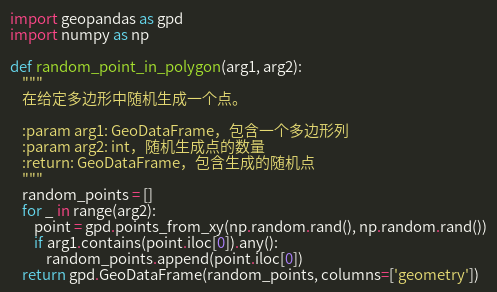 import geopandas as gpd
import numpy as np

def random_point_in_polygon(arg1, arg2):
    """
    在给定多边形中随机生成一个点。

    :param arg1: GeoDataFrame，包含一个多边形列
    :param arg2: int，随机生成点的数量
    :return: GeoDataFrame，包含生成的随机点
    """
    random_points = []
    for _ in range(arg2):
        point = gpd.points_from_xy(np.random.rand(), np.random.rand())
        if arg1.contains(point.iloc[0]).any():
            random_points.append(point.iloc[0])
    return gpd.GeoDataFrame(random_points, columns=['geometry'])